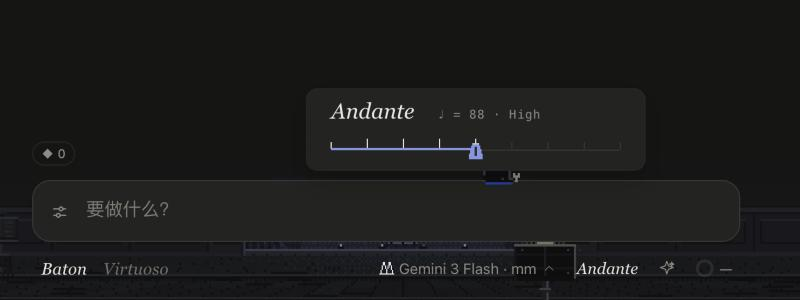 Andante ♩ = 88 · High
◆ 0
要做什么?
Baton Virtuoso Gemini 3 Flash · mm Andante